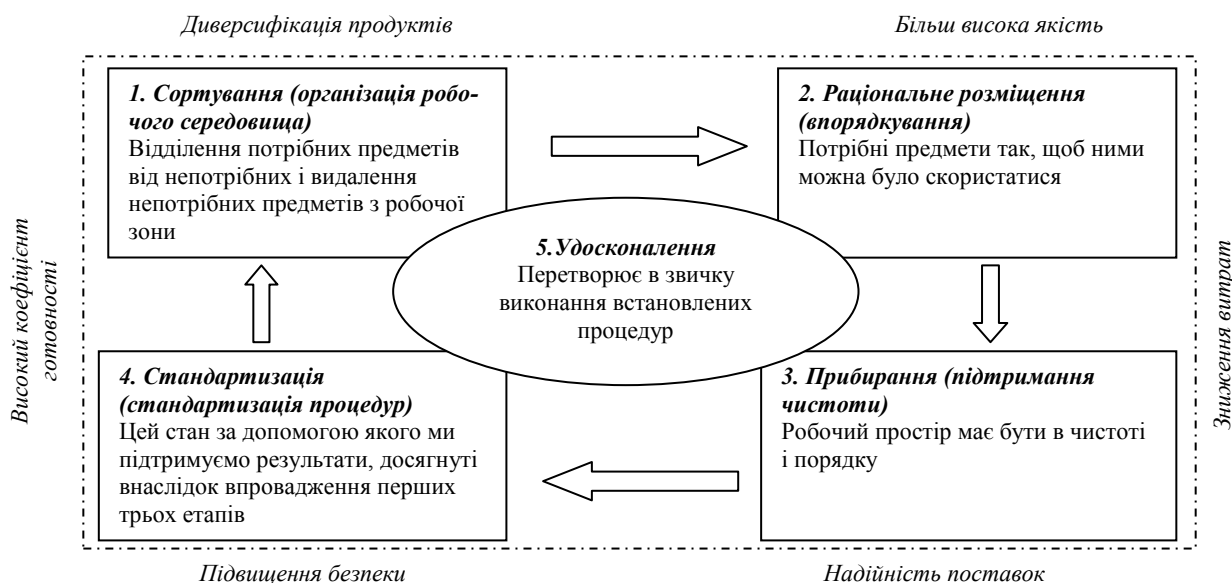 Диверсифікація продуктів
Більш висока якість
1. Сортування (організація робо-
чого середовища)
Відділення потрібних предметів
від непотрібних і видалення
непотрібних предметів з робочої
зони
2. Раціональне розміщення
(впорядкування)
Потрібні предмети так, щоб ними
можна було скористатися
5.Удосконалення
Перетворює в звичку
виконання встановлених
процедур
Високий коефіцієнт
готовності
Зниження витрат
4. Стандартизація
(стандартизація процедур)
Цей стан за допомогою якого ми
підтримуємо результати, досягнуті
внаслідок впровадження перших
трьох етапів
3. Прибирання (підтримання
чистоти)
Робочий простір має бути в чистоті
і порядку
Підвищення безпеки
Надійність поставок